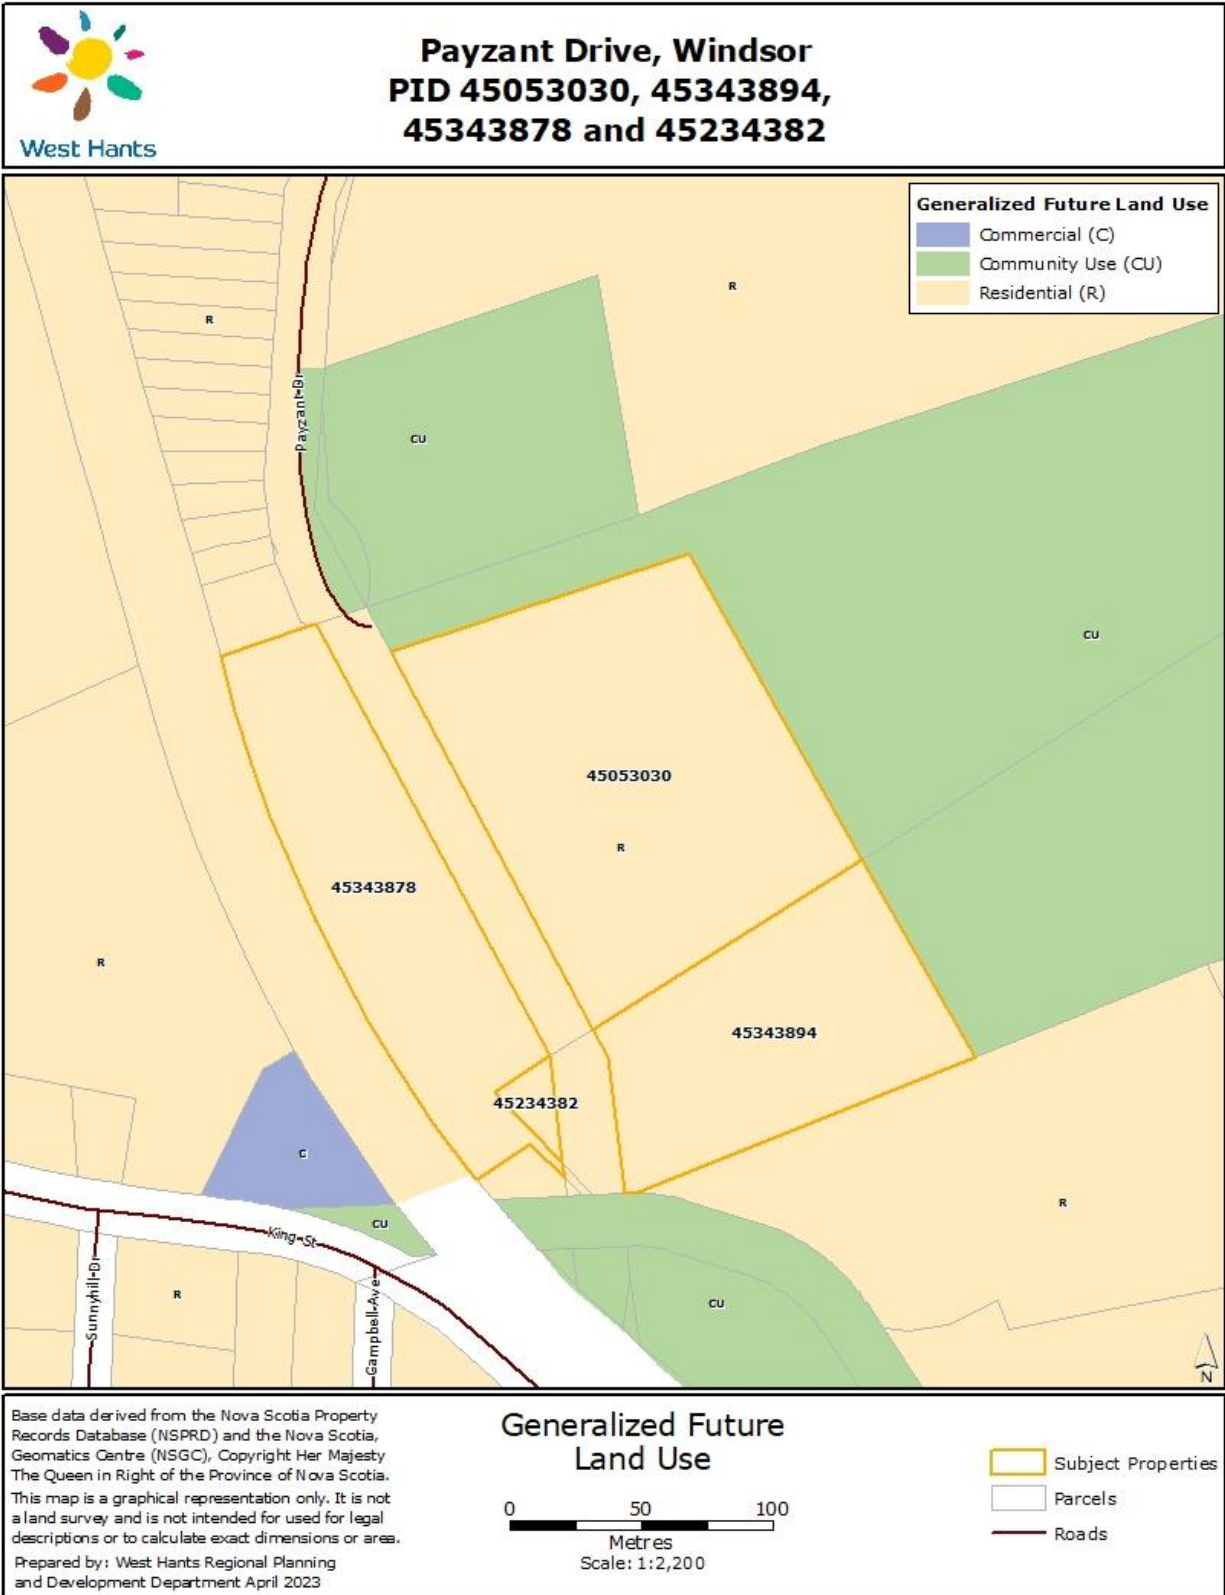 West Hants
Payzant Drive, Windsor
PID 45053030, 45343894,
45343878 and 45234382
Generalized Future Land Use
Commercial (C)
Community Use (CU)
Residential (R)
R
R
Payzant Dr
CU
CU
45053030
R
45343878
R
45343894
45234382
C
R
CU
King St
Sunnyhill Dr
R
Campbell Ave
CU
N
Base data derived from the Nova Scotia Property
Records Database (NSPRD) and the Nova Scotia,
Geomatics Centre (NSGC), Copyright Her Majesty
The Queen in Right of the Province of Nova Scotia.
This map is a graphical representation only. It is not
a land survey and is not intended for used for legal
descriptions or to calculate exact dimensions or area.
Prepared by: West Hants Regional Planning
and Development Department April 2023
Generalized Future
Land Use
0 50 100
Metres
Scale: 1:2,200
Subject Properties
Parcels
Roads